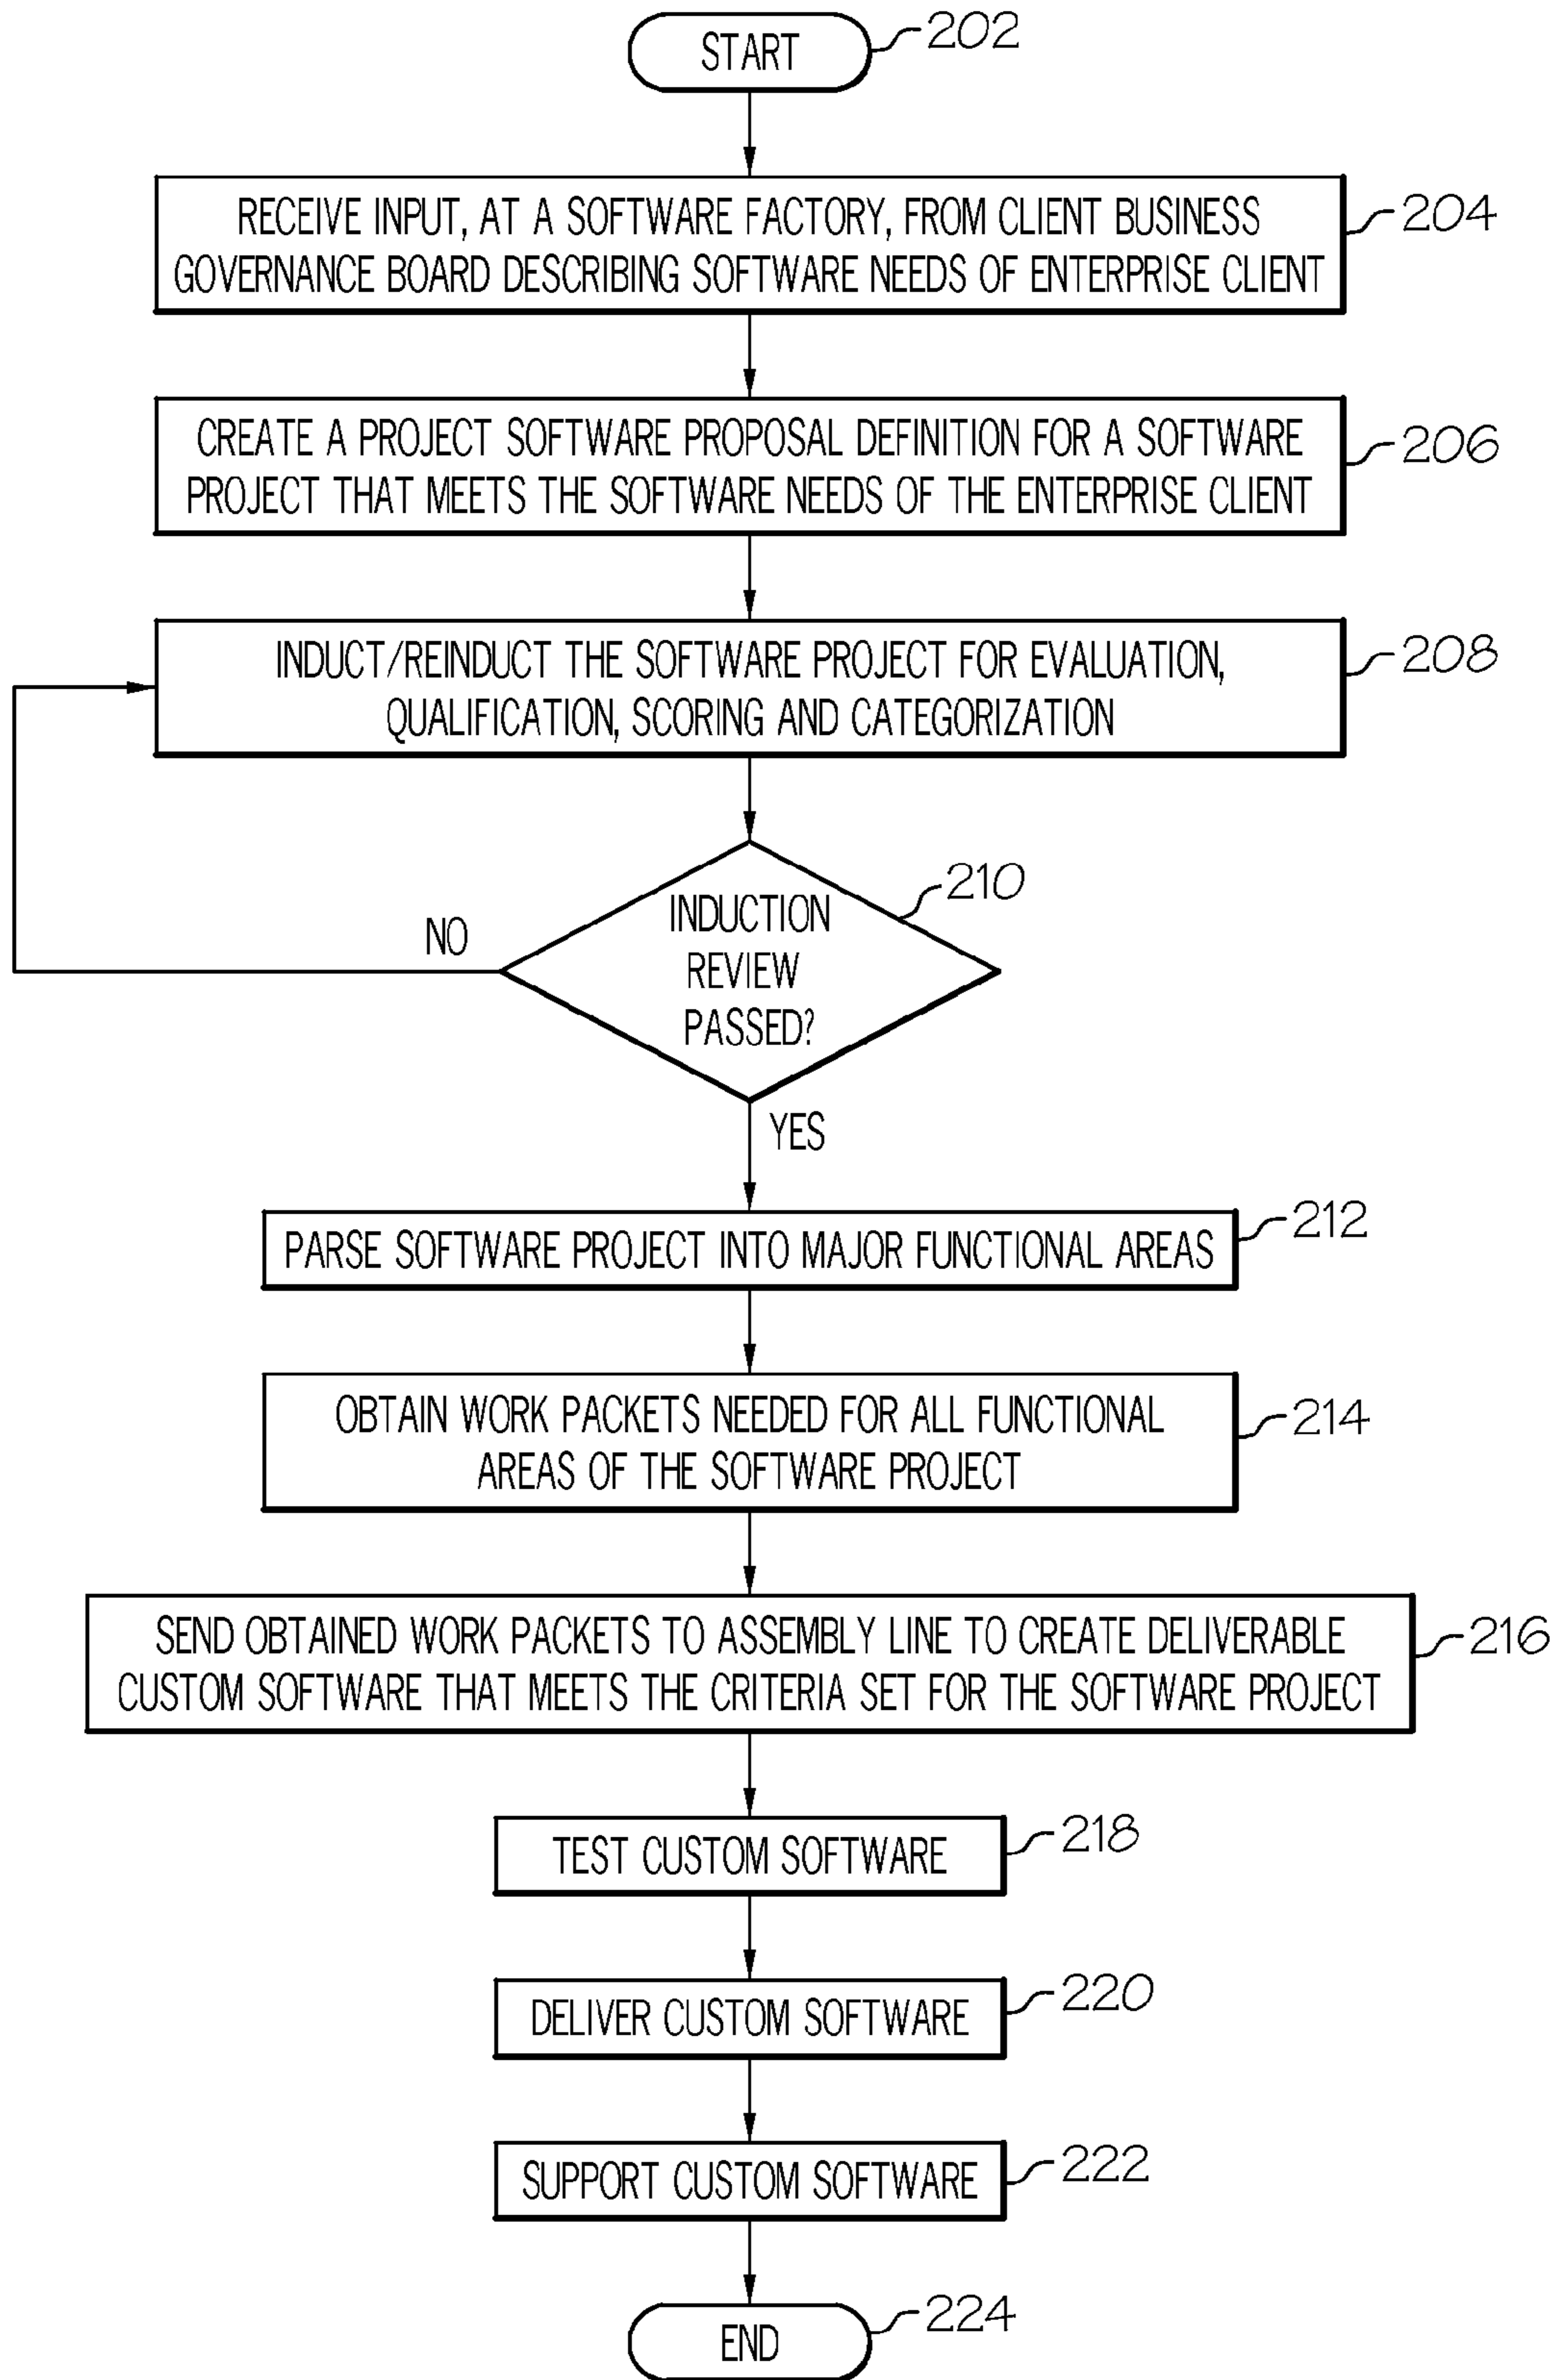 START
202
RECEIVE INPUT, AT A SOFTWARE FACTORY, FROM CLIENT BUSINESS
GOVERNANCE BOARD DESCRIBING SOFTWARE NEEDS OF ENTERPRISE CLIENT
204
CREATE A PROJECT SOFTWARE PROPOSAL DEFINITION FOR A SOFTWARE
PROJECT THAT MEETS THE SOFTWARE NEEDS OF THE ENTERPRISE CLIENT
206
INDUCT/REINDUCT THE SOFTWARE PROJECT FOR EVALUATION,
QUALIFICATION, SCORING AND CATEGORIZATION
208
INDUCTION
REVIEW
PASSED?
210
NO
YES
PARSE SOFTWARE PROJECT INTO MAJOR FUNCTIONAL AREAS
212
OBTAIN WORK PACKETS NEEDED FOR ALL FUNCTIONAL
AREAS OF THE SOFTWARE PROJECT
214
SEND OBTAINED WORK PACKETS TO ASSEMBLY LINE TO CREATE DELIVERABLE
CUSTOM SOFTWARE THAT MEETS THE CRITERIA SET FOR THE SOFTWARE PROJECT
216
TEST CUSTOM SOFTWARE
218
DELIVER CUSTOM SOFTWARE
220
SUPPORT CUSTOM SOFTWARE
222
END
224